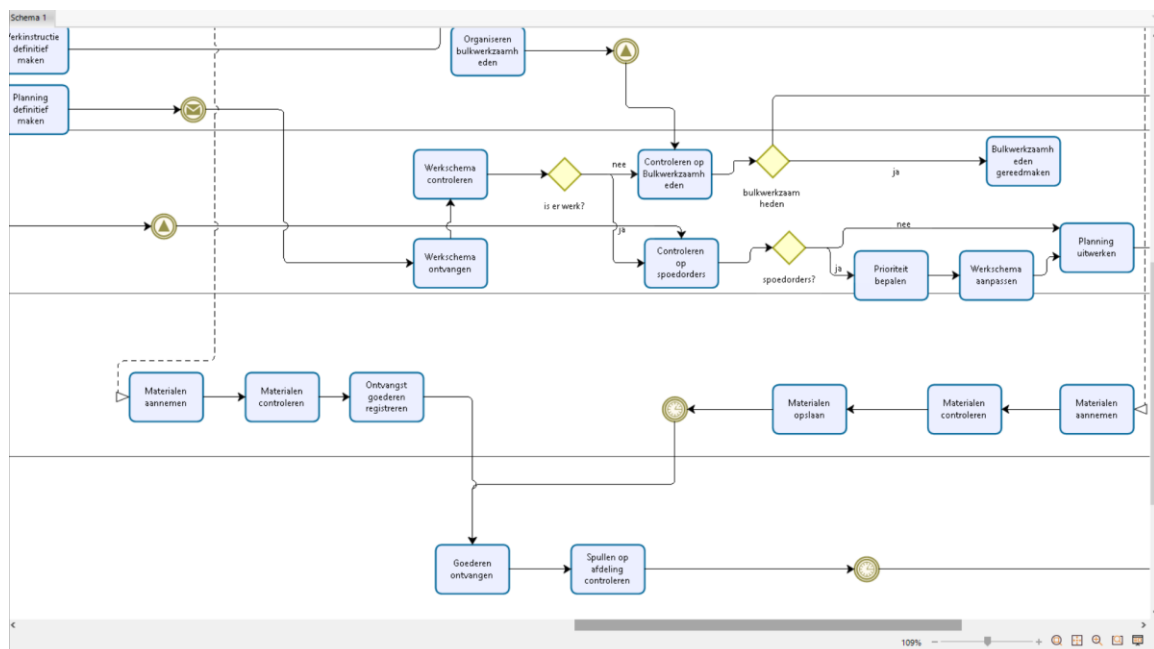 Schema 1
definitief
maken
Organiseren
bulkwerkzaamh
heden
Planning
definitief
maken
Werkschema
controleren
is er werk?
nee
ja
Controleren op
Bulkwerkzaamh
eden
bulkwerkzaam
heden
ja
Bulkwerkzaamh
eden
gereedmaken
Werkschema
ontvangen
Controleren
op
spoedorders
spoedorders?
nee
ja
Prioriteit
bepalen
Werkschema
aanpassen
Planning
uitwerken
Materialen
aannemen
Materialen
controleren
Ontvangst
goederen
registreren
Materialen
opslaan
Materialen
controleren
Materialen
aannemen
Goederen
ontvangen
Spullen op
afdeling
controleren
109%